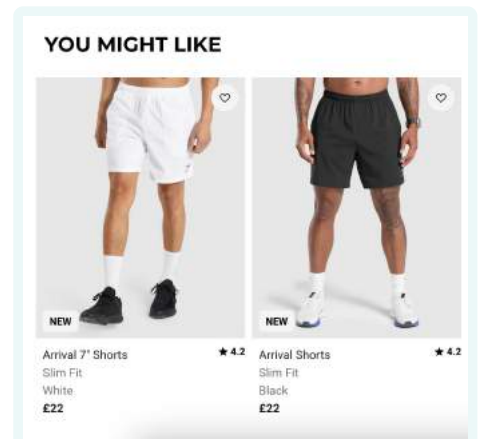 YOU MIGHT LIKE
NEW
Arrival 7" Shorts
★ 4.2
Slim Fit
White
£22
NEW
Arrival Shorts
★ 4.2
Slim Fit
Black
£22